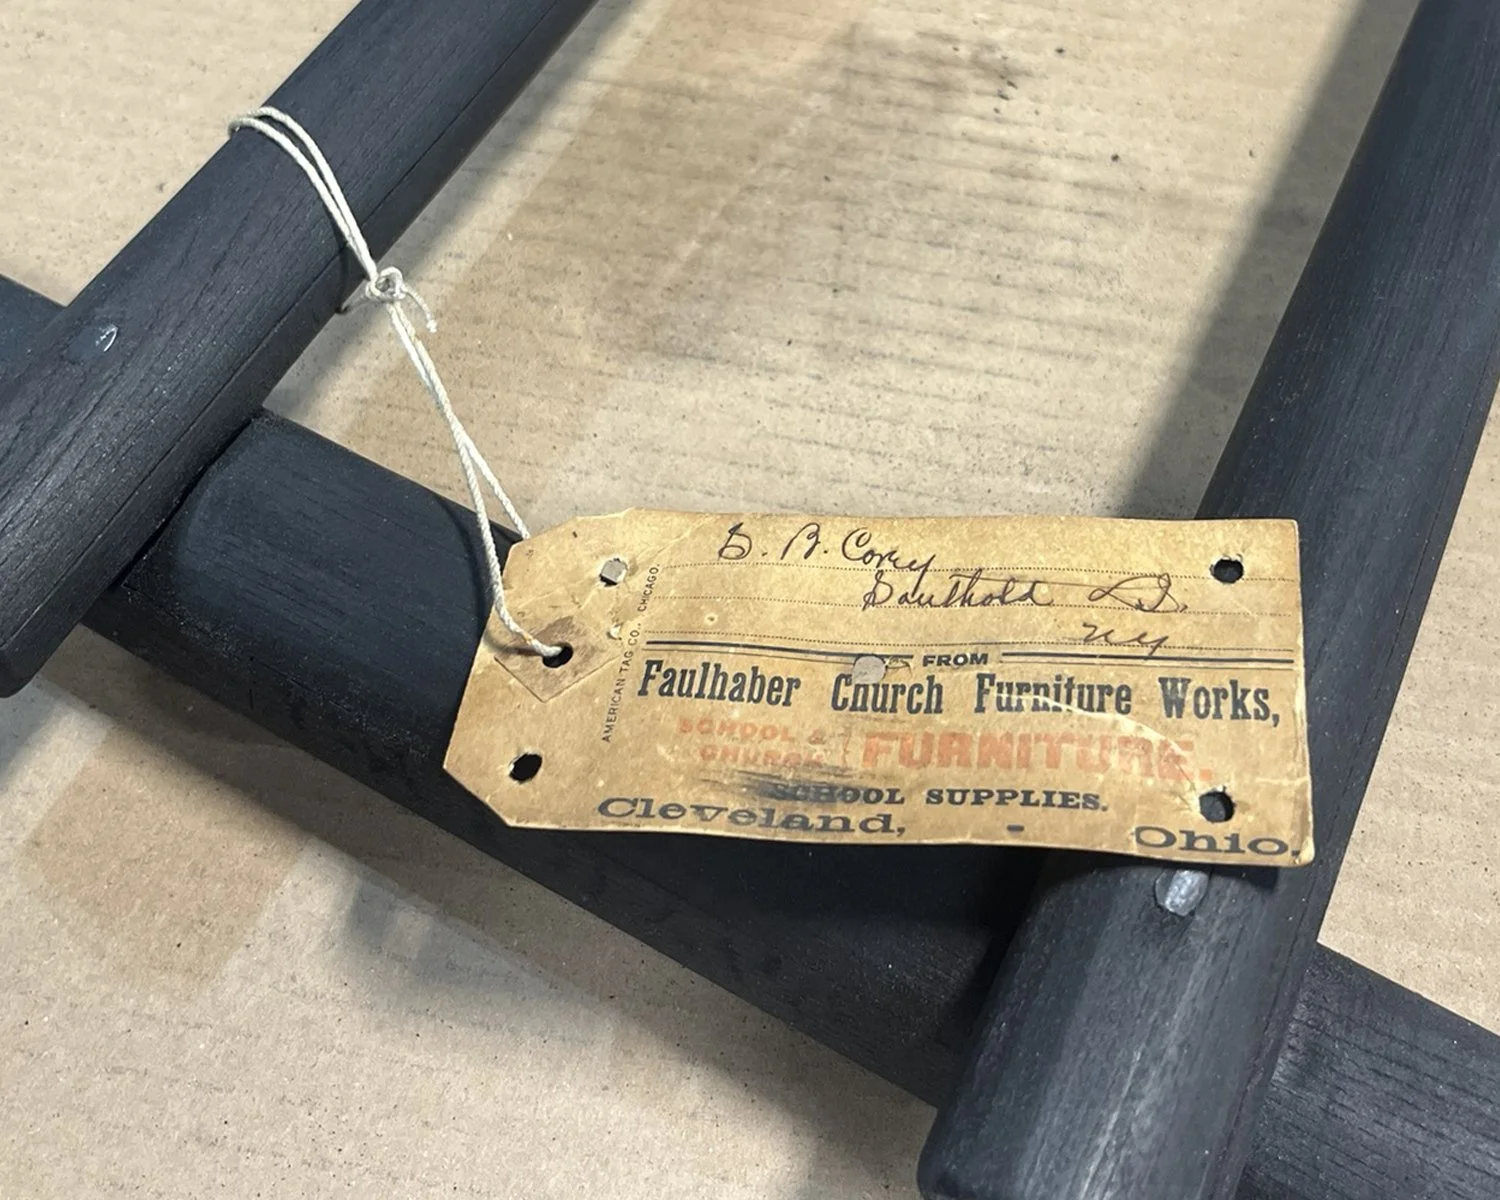 B. R. Corey
Southold L.I.
NY
FROM
Faulhaber Church Furniture Works,
SCHOOL &
CHURCH
FURNITURE.
SCHOOL SUPPLIES.
Cleveland, - Ohio.
AMERICAN TAG CO., CHICAGO.